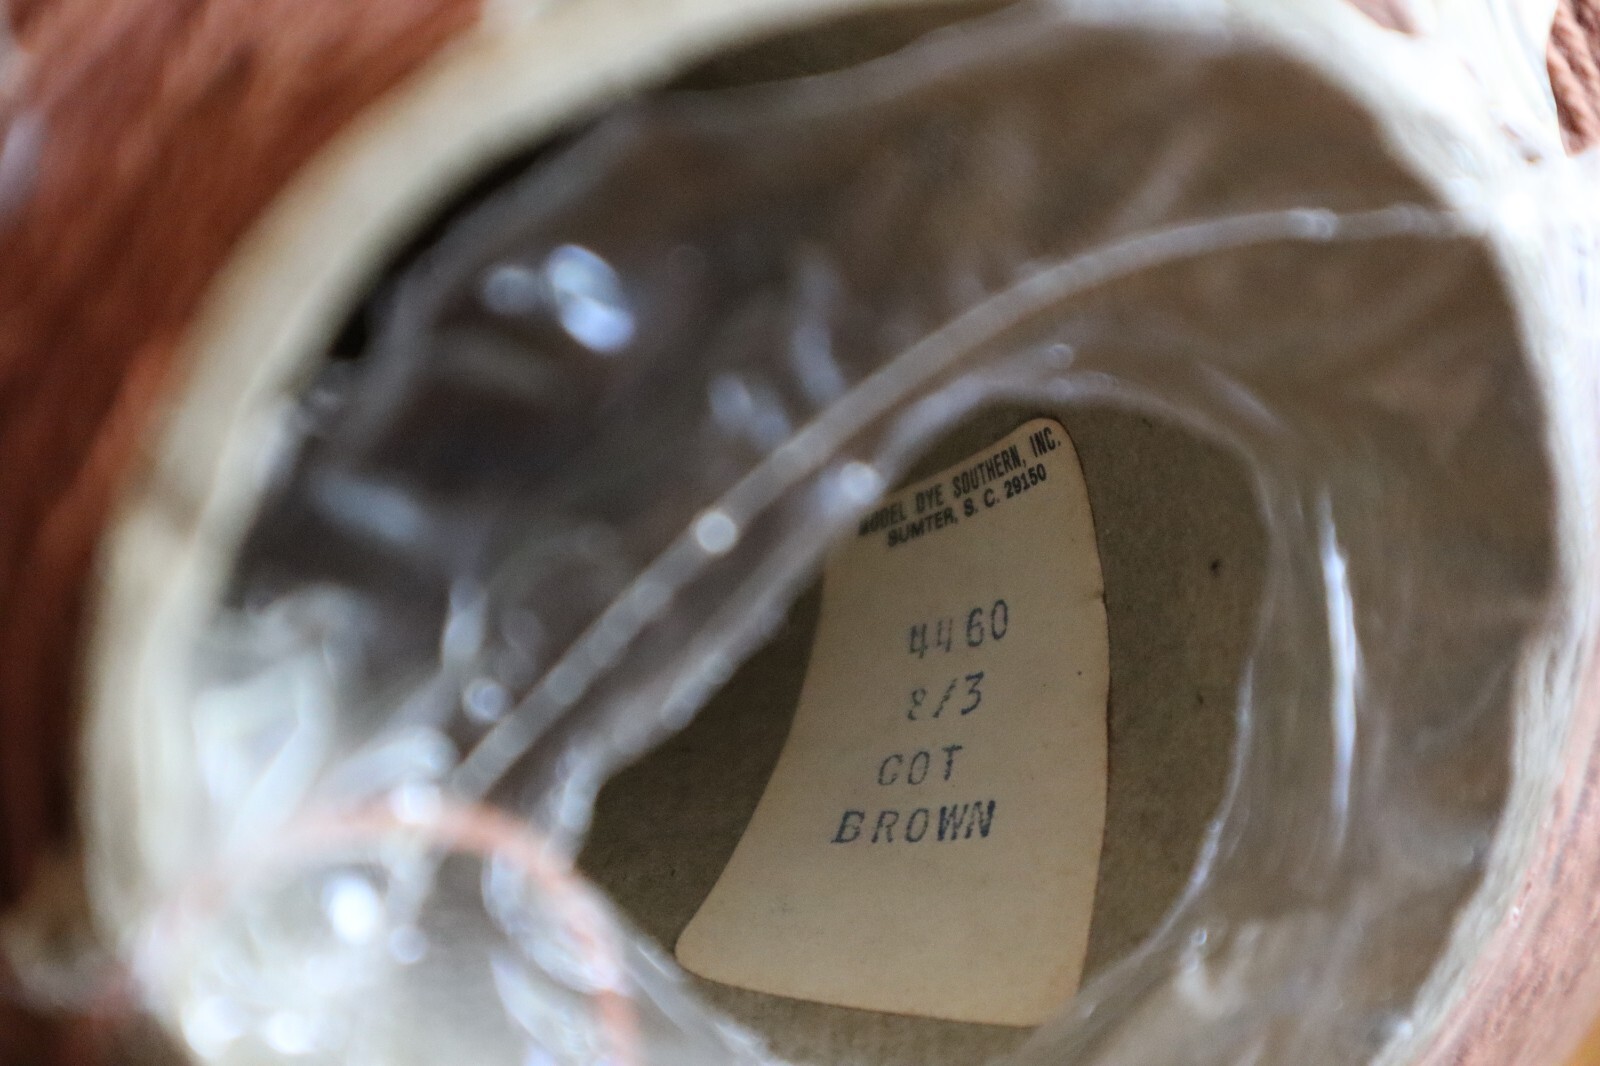 MODEL DYE SOUTHERN, INC.
SUMTER, S. C. 29150
4460
8/3
COT
BROWN